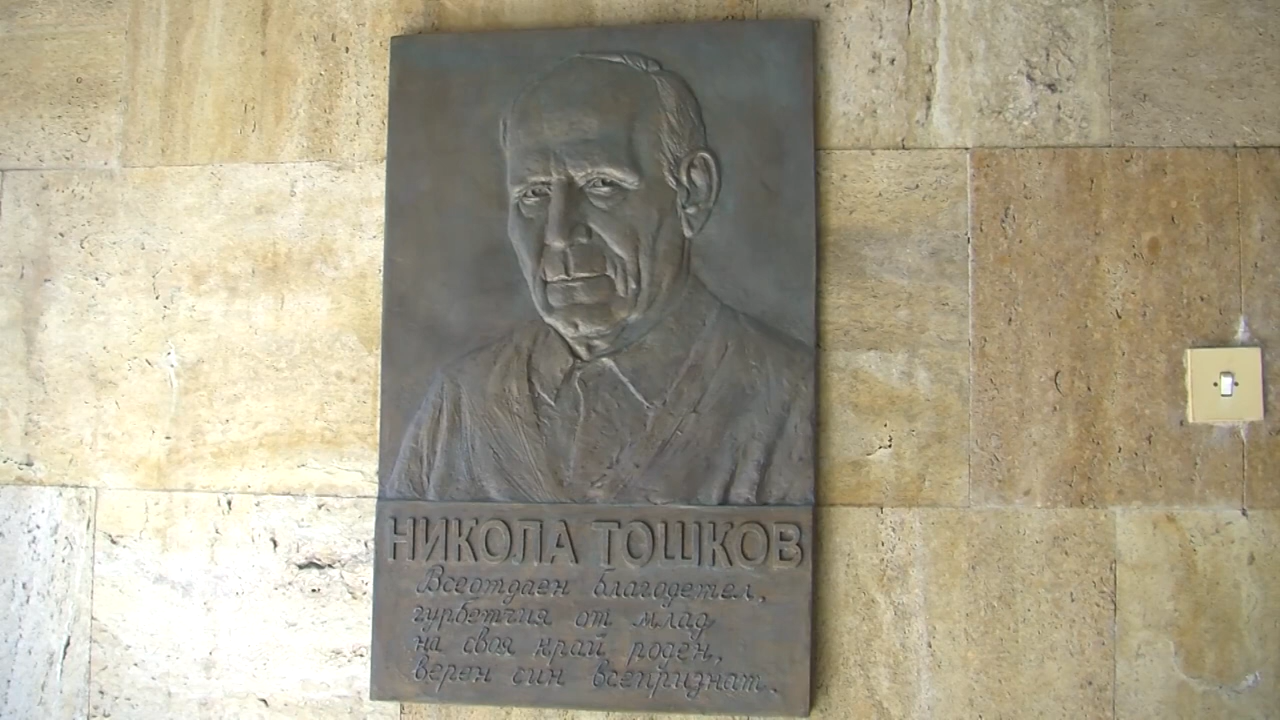 НИКОЛА ТОШКОВ
Всеотдаен благодетел,
гурбетчия от млад
на своя край роден,
верен син всепризнат.